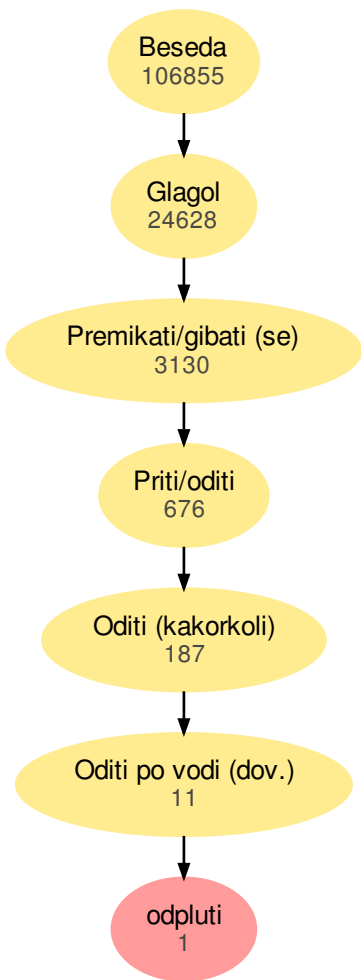 Beseda
106855
Glagol
24628
Premikati/gibati (se)
3130
Priti/oditi
676
Oditi (kakorkoli)
187
Oditi po vodi (dov.)
11
odpluti
1